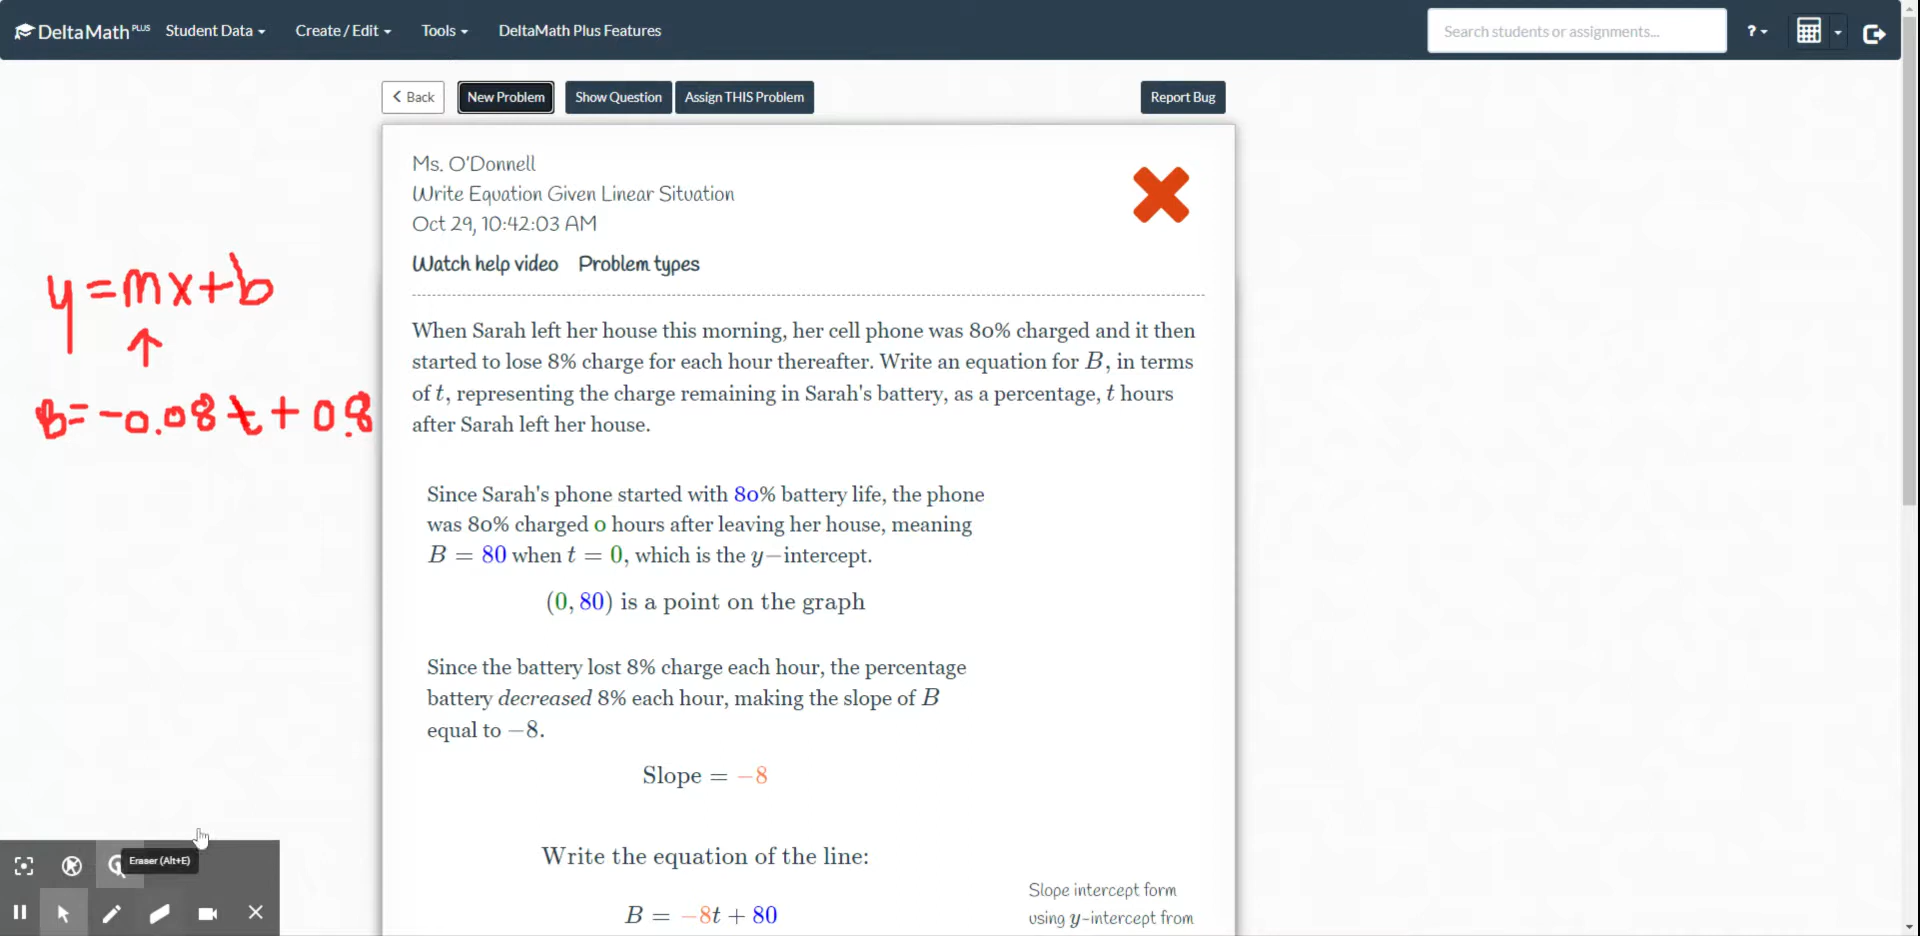 DeltaMath PLUS Student Data Create / Edit Tools DeltaMath Plus Features Search students or assignments... ?
Back New Problem Show Question Assign THIS Problem Report Bug
Ms. O'Donnell
Write Equation Given Linear Situation
Oct 29, 10:42:03 AM
Watch help video Problem types
y = mx + b
B = -0.08t + 0.8
When Sarah left her house this morning, her cell phone was 80% charged and it then
started to lose 8% charge for each hour thereafter. Write an equation for B, in terms
of t, representing the charge remaining in Sarah's battery, as a percentage, t hours
after Sarah left her house.
Since Sarah's phone started with 80% battery life, the phone
was 80% charged 0 hours after leaving her house, meaning
B = 80 when t = 0, which is the y−intercept.
(0, 80) is a point on the graph
Since the battery lost 8% charge each hour, the percentage
battery decreased 8% each hour, making the slope of B
equal to −8.
Slope = −8
Write the equation of the line:
B = −8t + 80
Slope intercept form
using y-intercept from
Eraser (Alt+E)